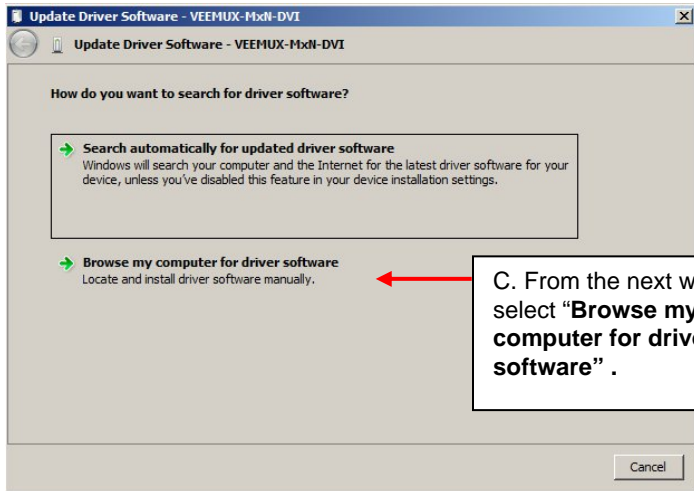 Update Driver Software - VEEMUX-MxN-DVI
Update Driver Software - VEEMUX-MxN-DVI
How do you want to search for driver software?
Search automatically for updated driver software
Windows will search your computer and the Internet for the latest driver software for your
device, unless you've disabled this feature in your device installation settings.
Browse my computer for driver software
Locate and install driver software manually.
C. From the next
select “Browse my
computer for
software” .
Cancel